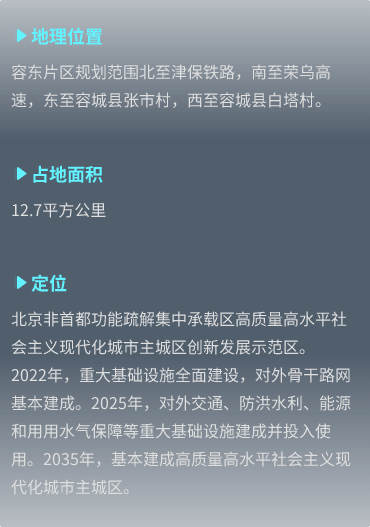 地理位置
容东片区规划范围北至津保铁路，南至荣乌高
速，东至容城县张市村，西至容城县白塔村。
占地面积
12.7平方公里
定位
北京非首都功能疏解集中承载区高质量高水平社
会主义现代化城市主城区创新发展示范区。
2022年，重大基础设施全面建设，对外骨干路网
基本建成。2025年，对外交通、防洪水利、能源
和用用水气保障等重大基础设施建成并投入使
用。2035年，基本建成高质量高水平社会主义现
代化城市主城区。